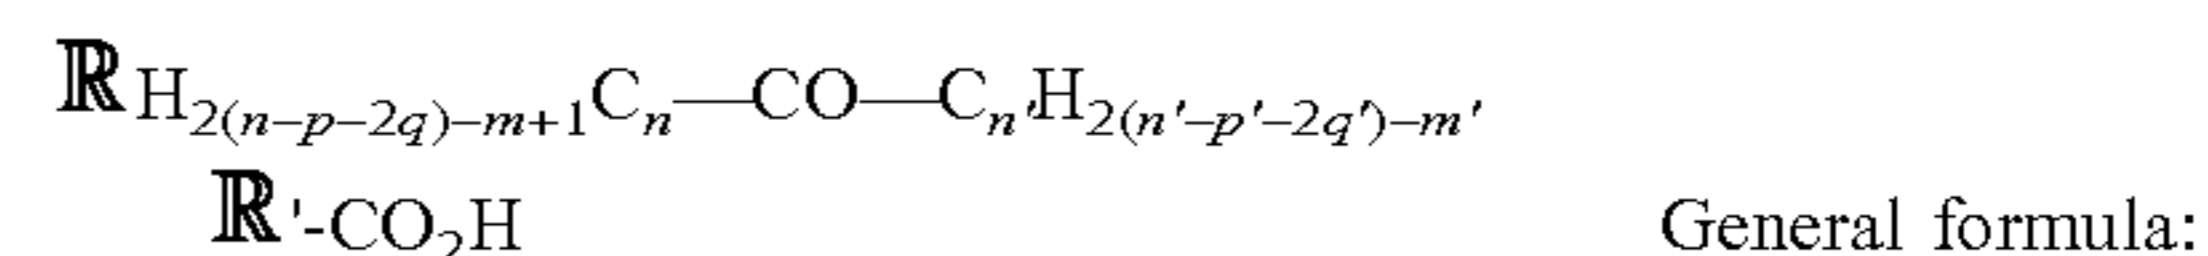 ℝH₂₍ₙ₋ₚ₋₂q₎₋ₘ₊₁Cₙ—CO—Cₙ'H₂₍ₙ'₋ₚ'₋₂q'₎₋ₘ'
ℝ'-CO₂H General formula: